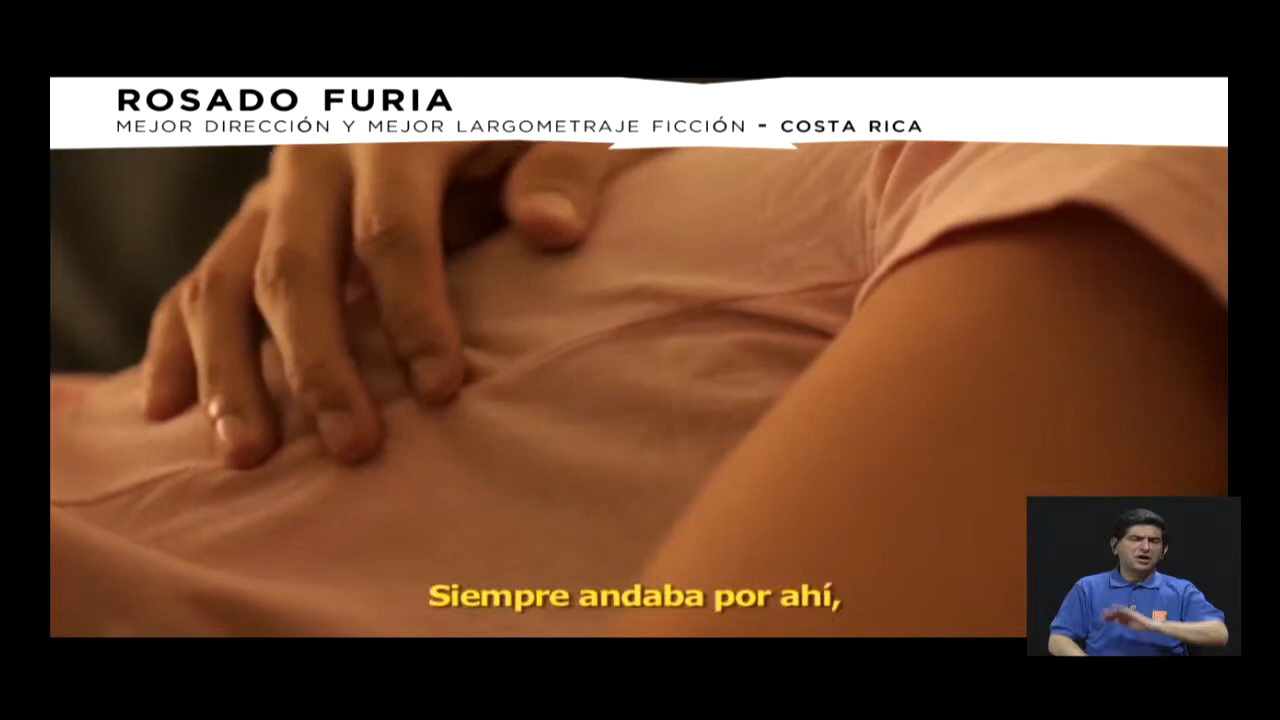 ROSADO FURIA
MEJOR DIRECCIÓN Y MEJOR LARGOMETRAJE FICCIÓN - COSTA RICA
Siempre andaba por ahí,